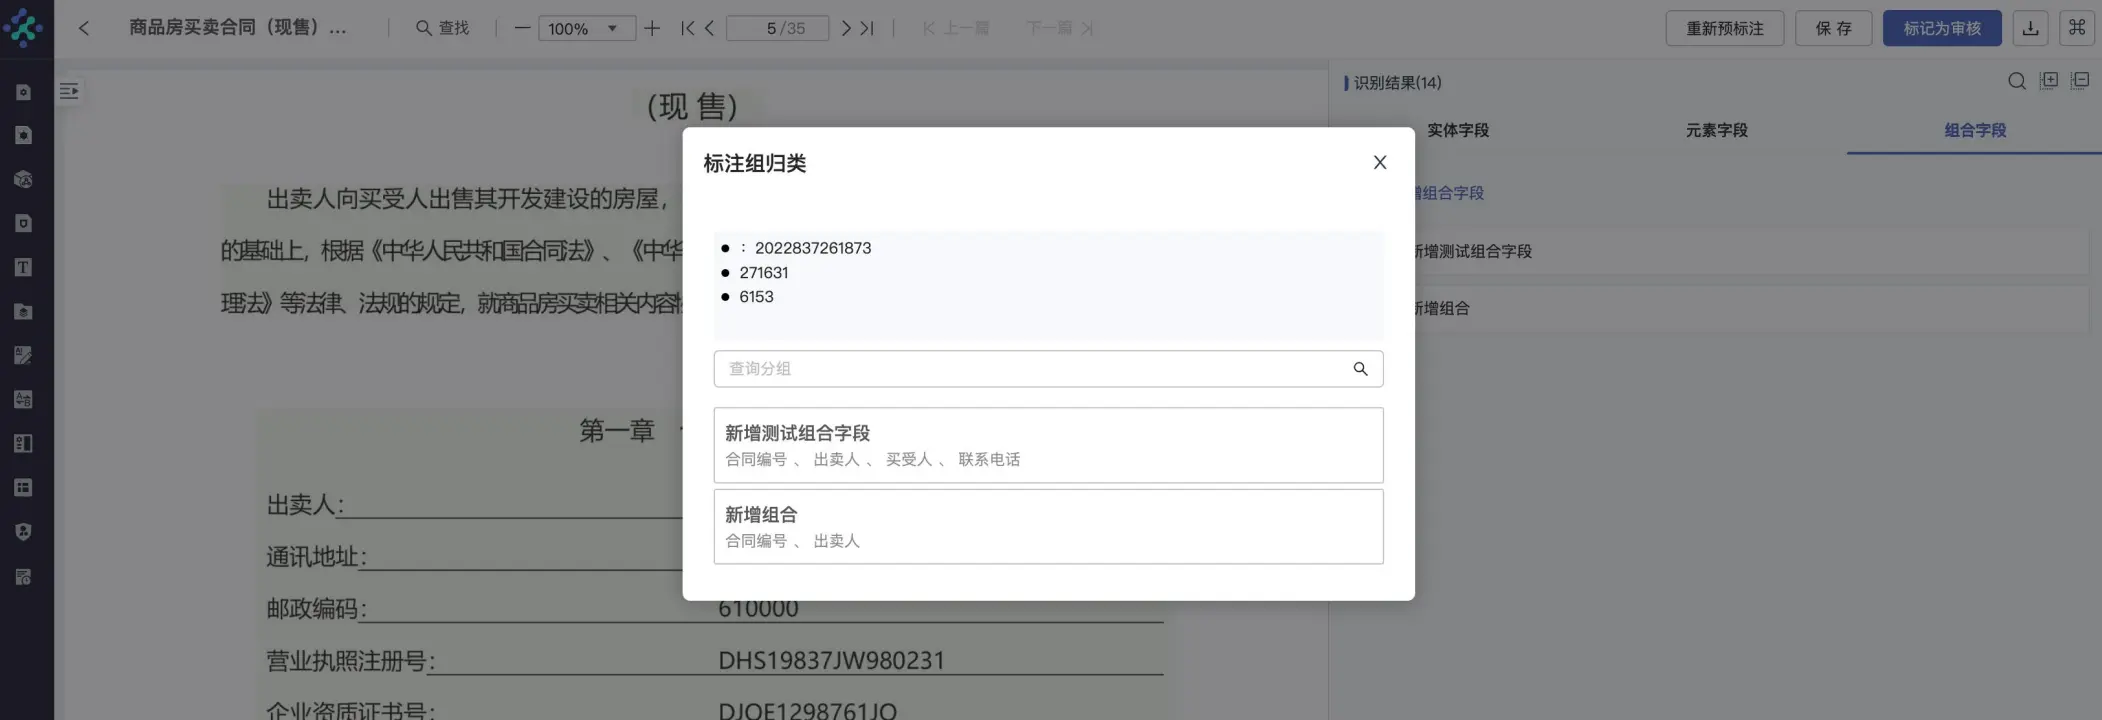 商品房买卖合同（现售）...
查找
100%
5 /35
上一篇
下一篇
重新预标注
保 存
标记为审核
(现 售)
出卖人向买受人出售其开发建设的房屋，
的基础上，根据《中华人民共和国合同法》、《中华
理法》等法律、法规的规定，就商品房买卖相关内容
第一章
出卖人：
通讯地址：
邮政编码：
610000
营业执照注册号：
DHS19837JW980231
企业资质证书号：
DJOE1298761JO
标注组归类
● ：2022837261873
● 271631
● 6153
查询分组
新增测试组合字段
合同编号 、 出卖人 、 买受人 、 联系电话
新增组合
合同编号 、 出卖人
识别结果(14)
实体字段
元素字段
组合字段
增组合字段
新增测试组合字段
新增组合